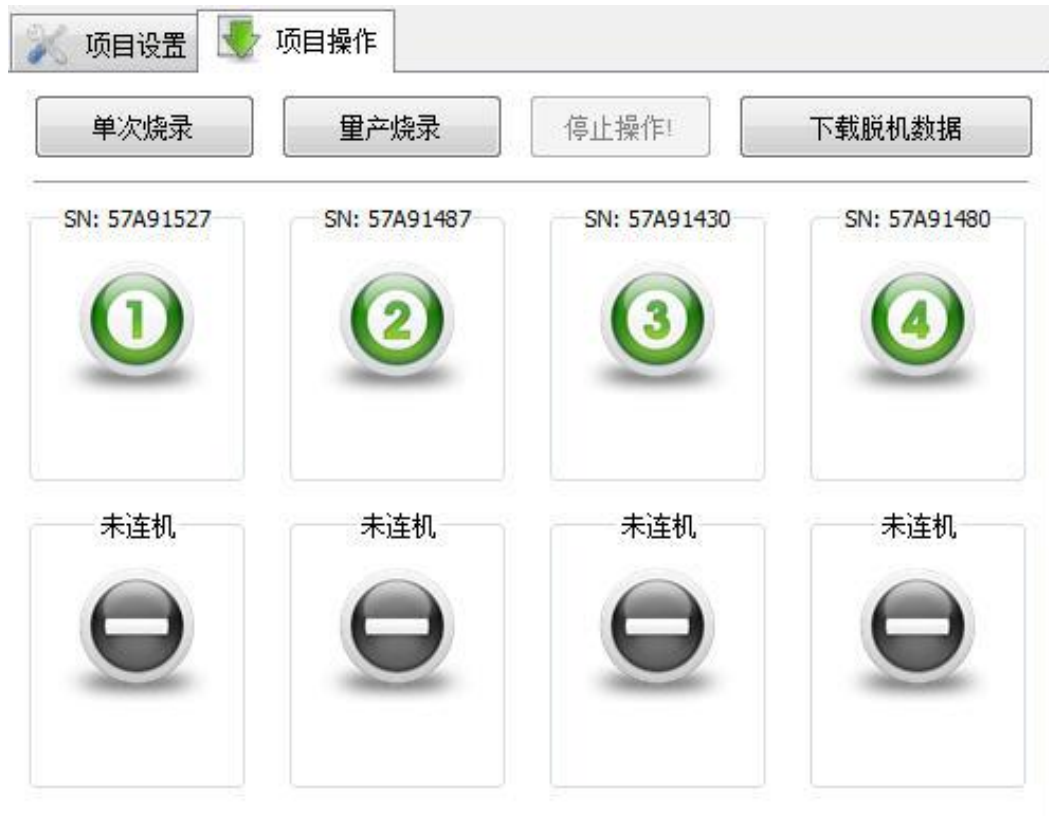 项目设置 项目操作
单次烧录 量产烧录 停止操作! 下载脱机数据
SN: 57A91527 SN: 57A91487 SN: 57A91430 SN: 57A91480
1 2 3 4
未连机 未连机 未连机 未连机